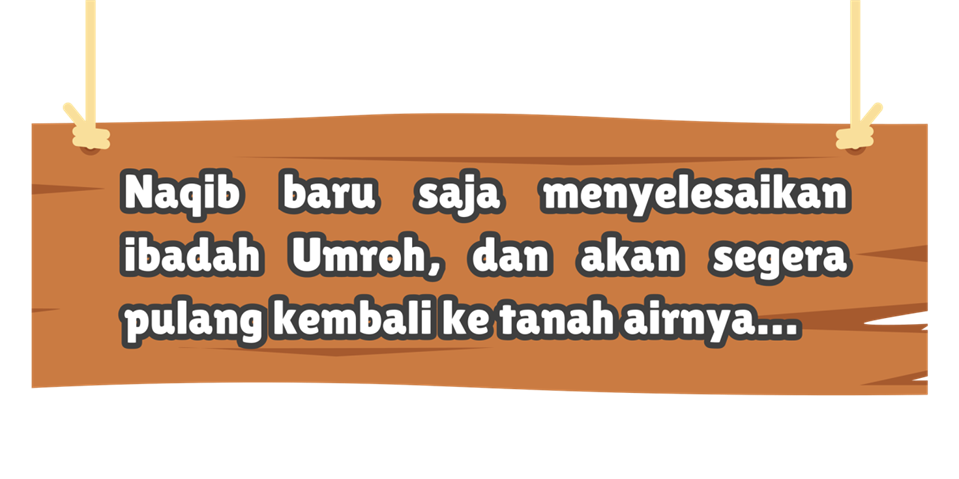 Naqib baru saja menyelesaikan
ibadah Umroh, dan akan segera
pulang kembali ke tanah airnya...